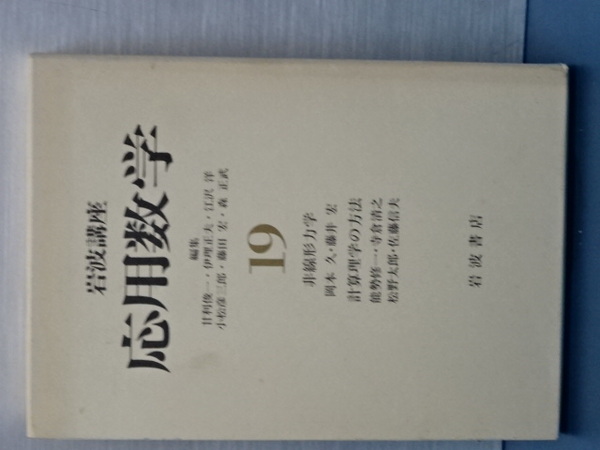 岩波講座
応用数学
編集
甘利俊一・伊理正夫・江沢 洋
小松彦三郎・藤田 宏・森 正武
19
非線形力学
岡本 久・藤井 宏
計算理学の方法
能勢修一・寺倉清之
松野太郎・佐藤信夫
岩波書店